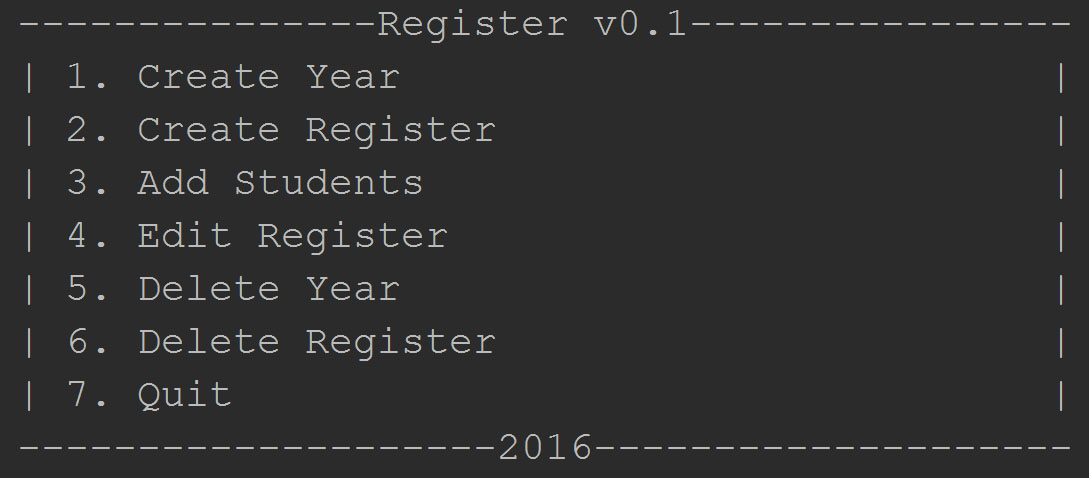 ---------------Register v0.1----------------
| 1. Create Year                           |
| 2. Create Register                       |
| 3. Add Students                          |
| 4. Edit Register                         |
| 5. Delete Year                           |
| 6. Delete Register                       |
| 7. Quit                                  |
--------------------2016--------------------